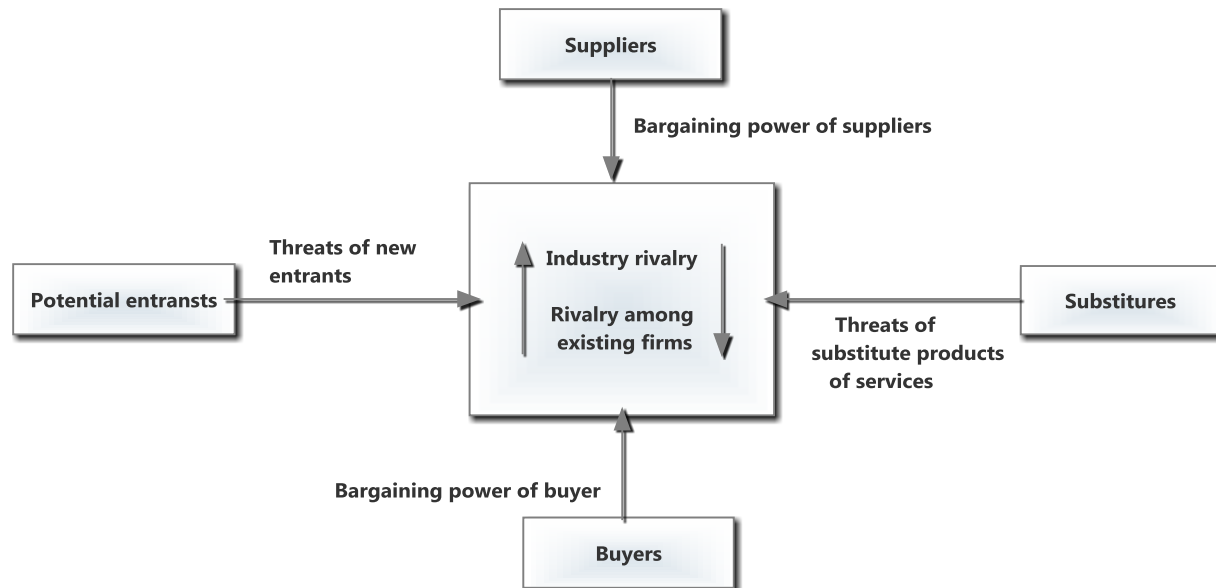 Suppliers
Bargaining power of suppliers
Threats of new
entrants
Potential entransts
Industry rivalry
Rivalry among
existing firms
Substitures
Threats of
substitute products
of services
Bargaining power of buyer
Buyers